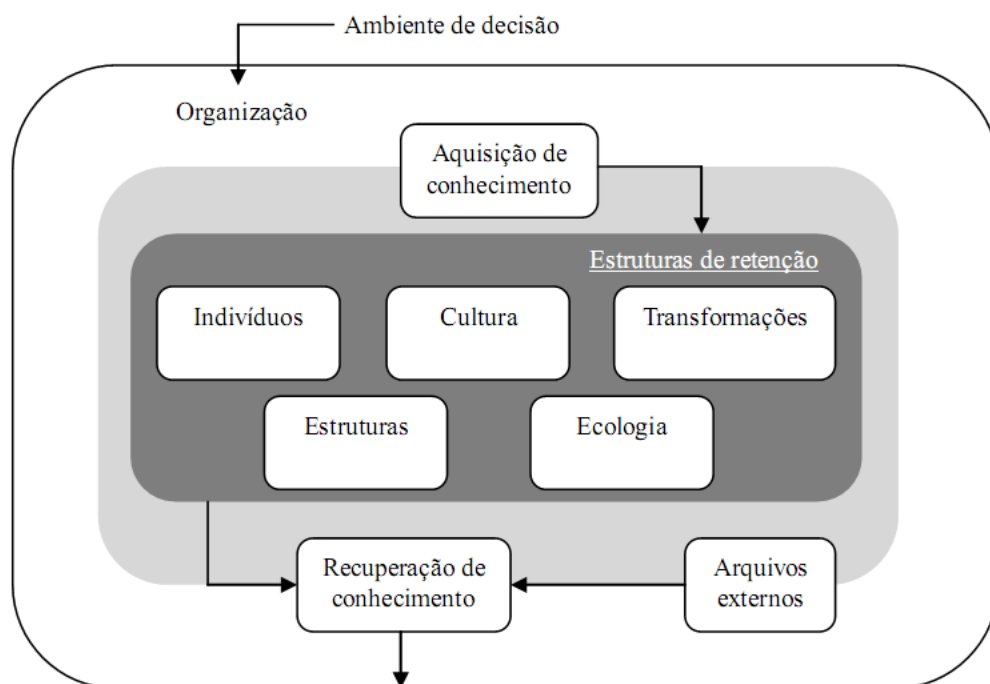 Ambiente de decisão
Organização
Aquisição de
conhecimento
Estruturas de retenção
Indivíduos
Cultura
Transformações
Estruturas
Ecologia
Recuperação de
conhecimento
Arquivos
externos